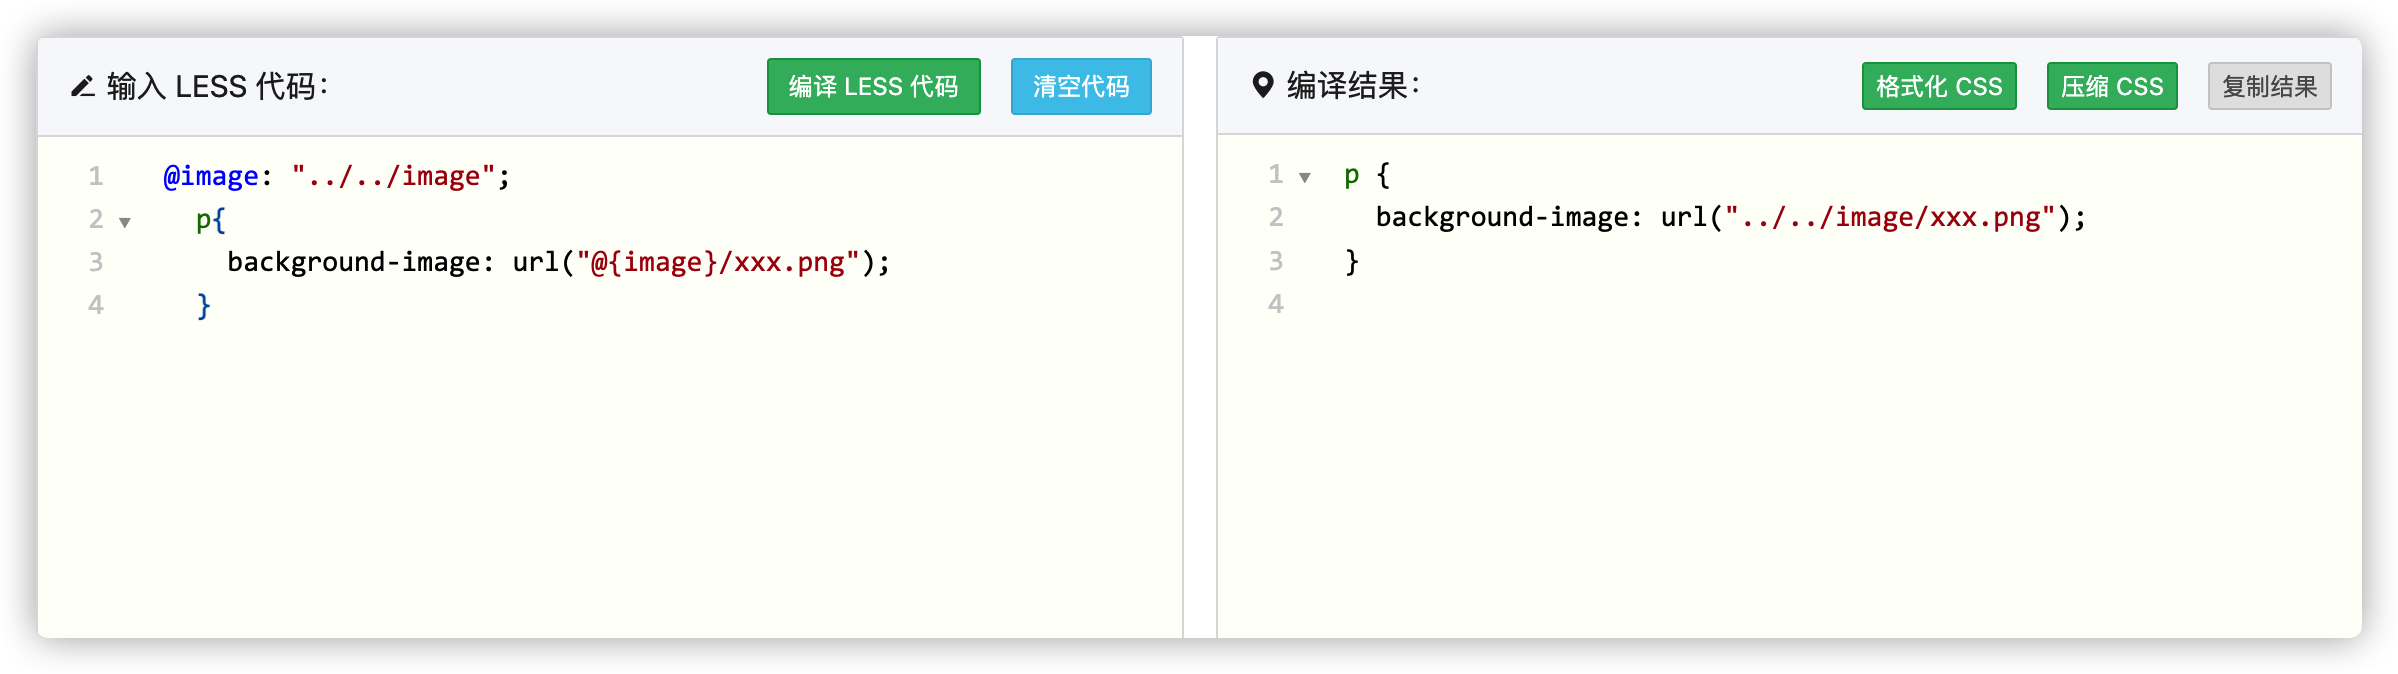 输入 LESS 代码：
编译 LESS 代码
清空代码
1 @image: "../../image";
2 p{
3 background-image: url("@{image}/xxx.png");
4 }
编译结果：
格式化 CSS
压缩 CSS
复制结果
1 p {
2 background-image: url("../../image/xxx.png");
3 }
4